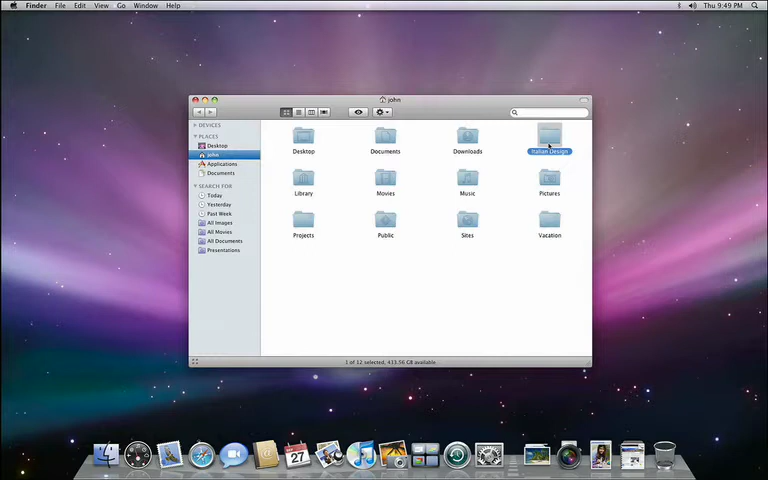 Finder File Edit View Go Window Help
Thu 9:49 PM
john
DEVICES
PLACES
Desktop
john
Applications
Documents
SEARCH FOR
Today
Yesterday
Past Week
All Images
All Movies
All Documents
Presentations
Desktop Documents Downloads Italian Design
Library Movies Music Pictures
Projects Public Sites Vacation
1 of 12 selected, 433.56 GB available
27